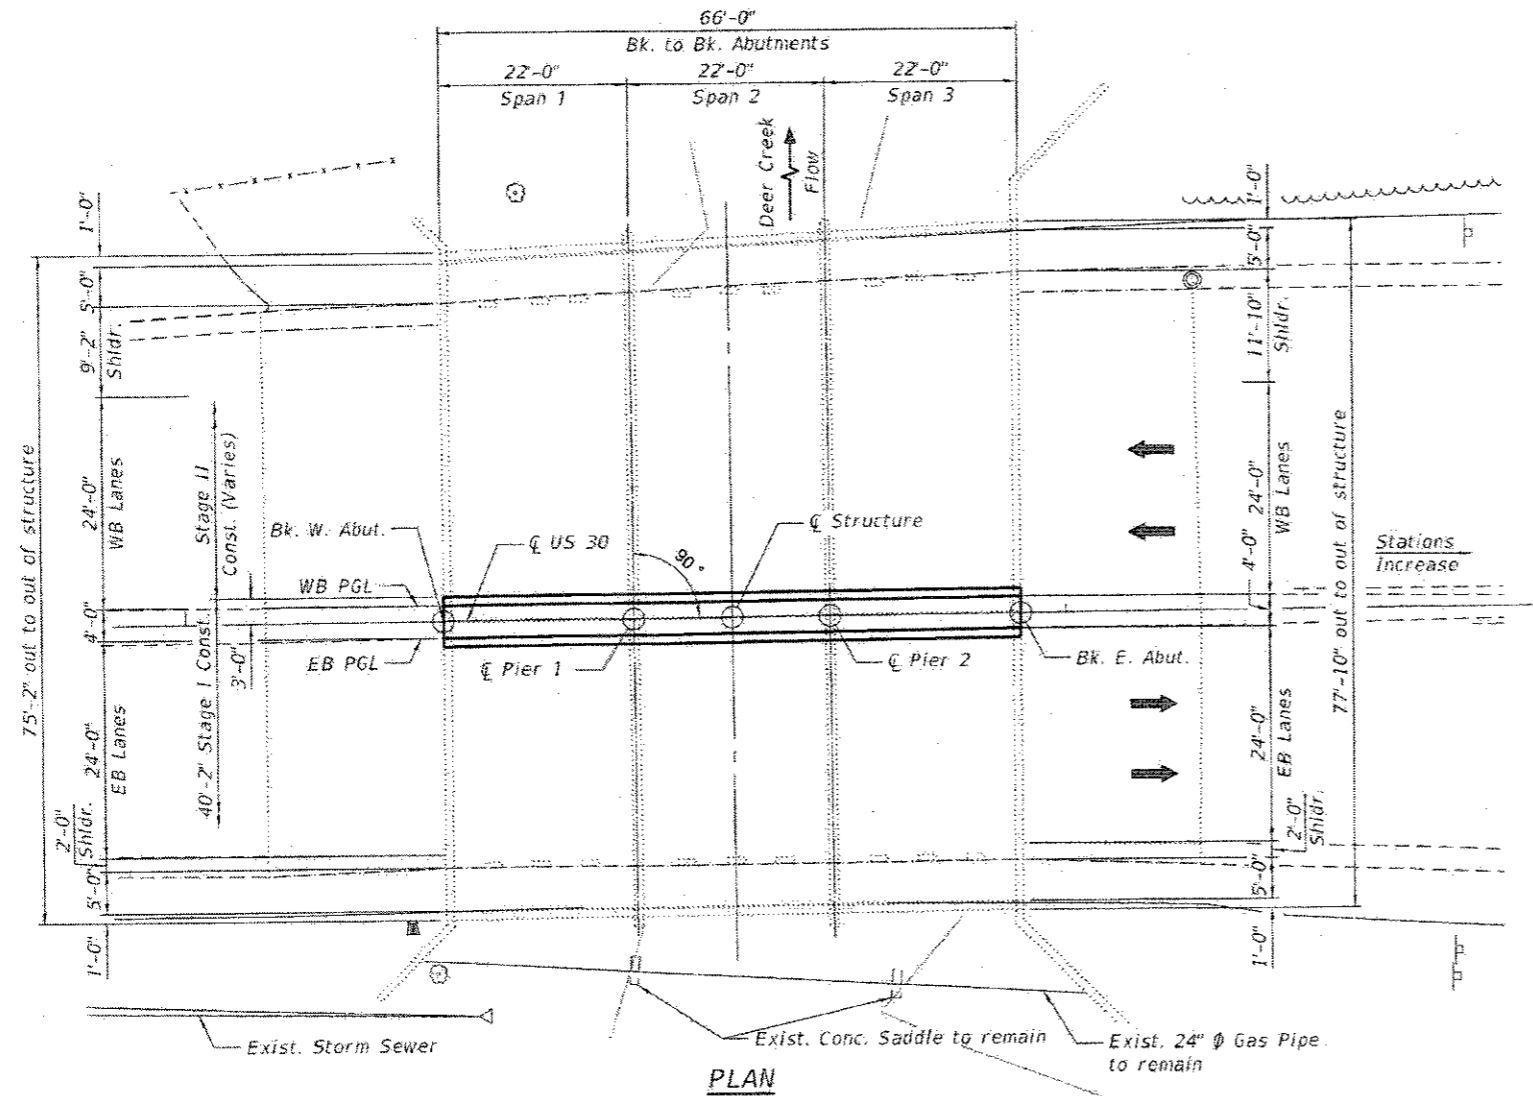 66'-0"
Bk. to Bk. Abutments
22'-0"
Span 1
22'-0"
Span 2
22'-0"
Span 3
Deer Creek
Flow
1'-0"
5'-0"
9'-2"
Shldr.
24'-0"
WB Lanes
4'-0"
24'-0"
EB Lanes
2'-0"
Shldr.
5'-0"
1'-0"
75'-2" out to out of structure
Stage II
Const. (Varies)
40'-2" Stage I Const.
3'-0"
Bk. W. Abut.
WB PGL
EB PGL
℄ US 30
90°
℄ Structure
℄ Pier 1
℄ Pier 2
Bk. E. Abut.
1'-0"
5'-0"
11'-10"
Shldr.
24'-0"
WB Lanes
4'-0"
24'-0"
EB Lanes
2'-0"
Shldr.
5'-0"
1'-0"
77'-10" out to out of structure
Stations
Increase
Exist. Storm Sewer
Exist. Conc. Saddle to remain
Exist. 24" ϕ Gas Pipe
to remain
PLAN